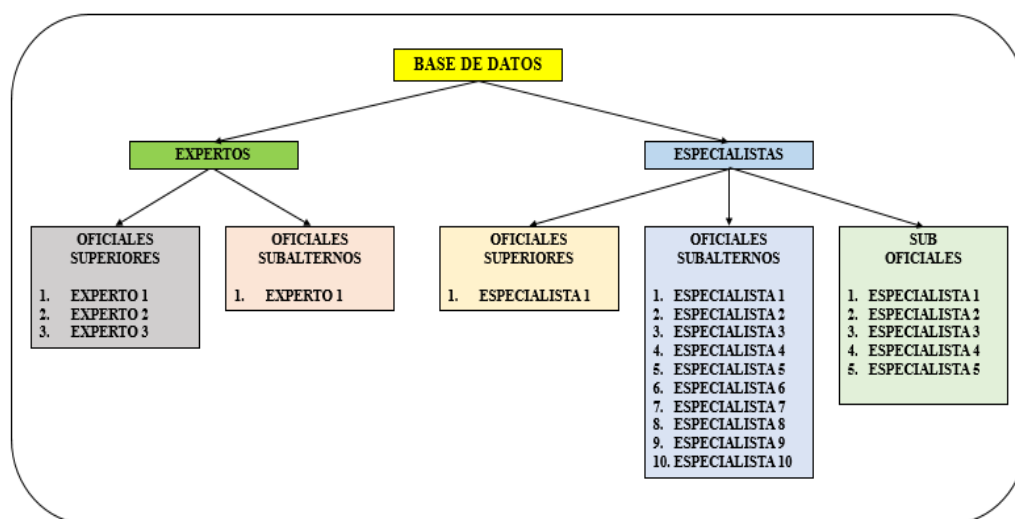 BASE DE DATOS
EXPERTOS
ESPECIALISTAS
OFICIALES
SUPERIORES
1. EXPERTO 1
2. EXPERTO 2
3. EXPERTO 3
OFICIALES
SUBALTERNOS
1. EXPERTO 1
OFICIALES
SUPERIORES
1. ESPECIALISTA 1
OFICIALES
SUBALTERNOS
1. ESPECIALISTA 1
2. ESPECIALISTA 2
3. ESPECIALISTA 3
4. ESPECIALISTA 4
5. ESPECIALISTA 5
6. ESPECIALISTA 6
7. ESPECIALISTA 7
8. ESPECIALISTA 8
9. ESPECIALISTA 9
10. ESPECIALISTA 10
SUB
OFICIALES
1. ESPECIALISTA 1
2. ESPECIALISTA 2
3. ESPECIALISTA 3
4. ESPECIALISTA 4
5. ESPECIALISTA 5